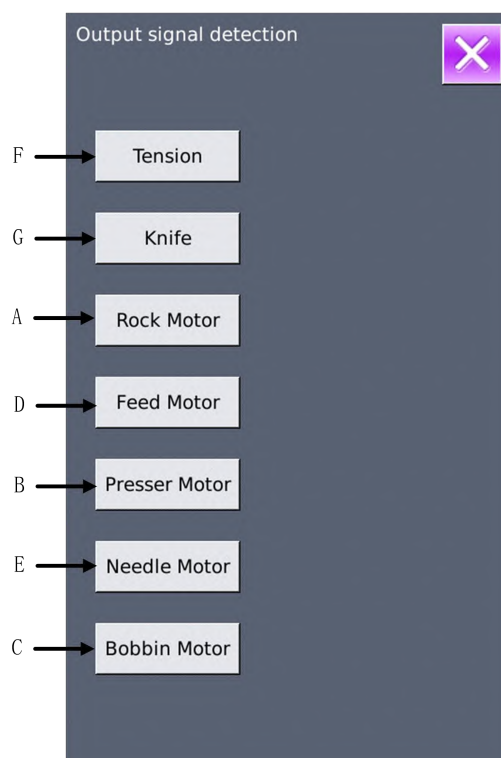 Output signal detection
F Tension
G Knife
A Rock Motor
D Feed Motor
B Presser Motor
E Needle Motor
C Bobbin Motor